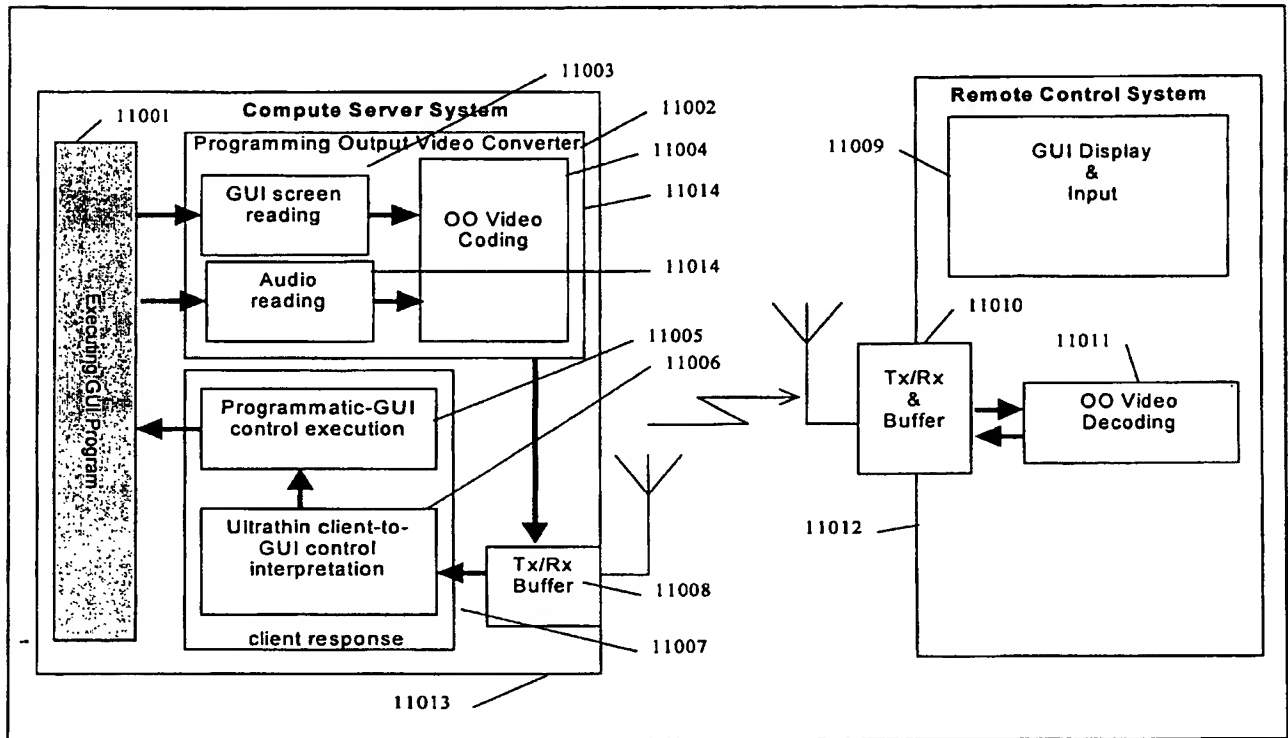 11003
Compute Server System
11001
11002
Programming Output Video Converter
11004
GUI screen
reading
11014
OO Video
Coding
Audio
reading
11014
Executing GUI Program
11005
11006
Programmatic-GUI
control execution
Ultrathin client-to-
GUI control
interpretation
Tx/Rx
Buffer
11008
client response
11007
11013
Remote Control System
11009
GUI Display
&
Input
11010
11011
Tx/Rx
&
Buffer
OO Video
Decoding
11012